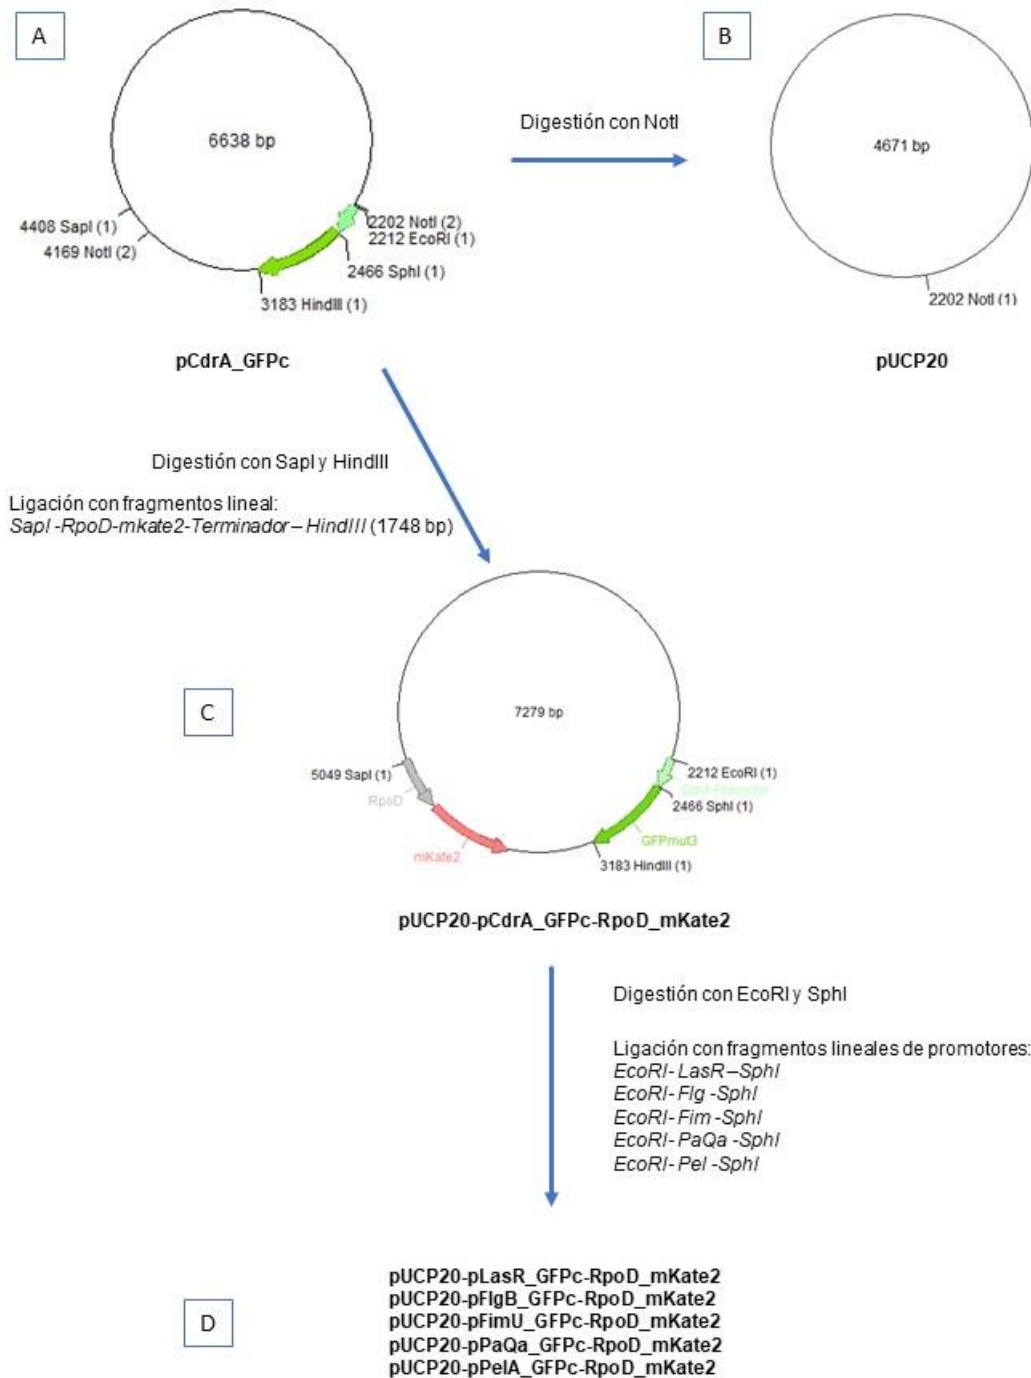 A
B
6638 bp
4671 bp
Digestión con NotI
4408 SapI (1)
4169 NotI (2)
2202 NotI (2)
2212 EcoRI (1)
2466 SphI (1)
3183 HindIII (1)
2202 NotI (1)
pCdrA_GFPc
pUCP20
Digestión con SapI y HindIII
Ligación con fragmentos lineal:
SapI -RpoD-mkate2-Terminador – HindIII (1748 bp)
C
7279 bp
5049 SapI (1)
RpoD
mKate2
2212 EcoRI (1)
CdrA Promotor
2466 SphI (1)
GFPmut3
3183 HindIII (1)
pUCP20-pCdrA_GFPc-RpoD_mKate2
Digestión con EcoRI y SphI
Ligación con fragmentos lineales de promotores:
EcoRI- LasR –SphI
EcoRI- Flg -SphI
EcoRI- Fim -SphI
EcoRI- PaQa -SphI
EcoRI- Pel -SphI
D
pUCP20-pLasR_GFPc-RpoD_mKate2
pUCP20-pFlgB_GFPc-RpoD_mKate2
pUCP20-pFimU_GFPc-RpoD_mKate2
pUCP20-pPaQa_GFPc-RpoD_mKate2
pUCP20-pPelA_GFPc-RpoD_mKate2